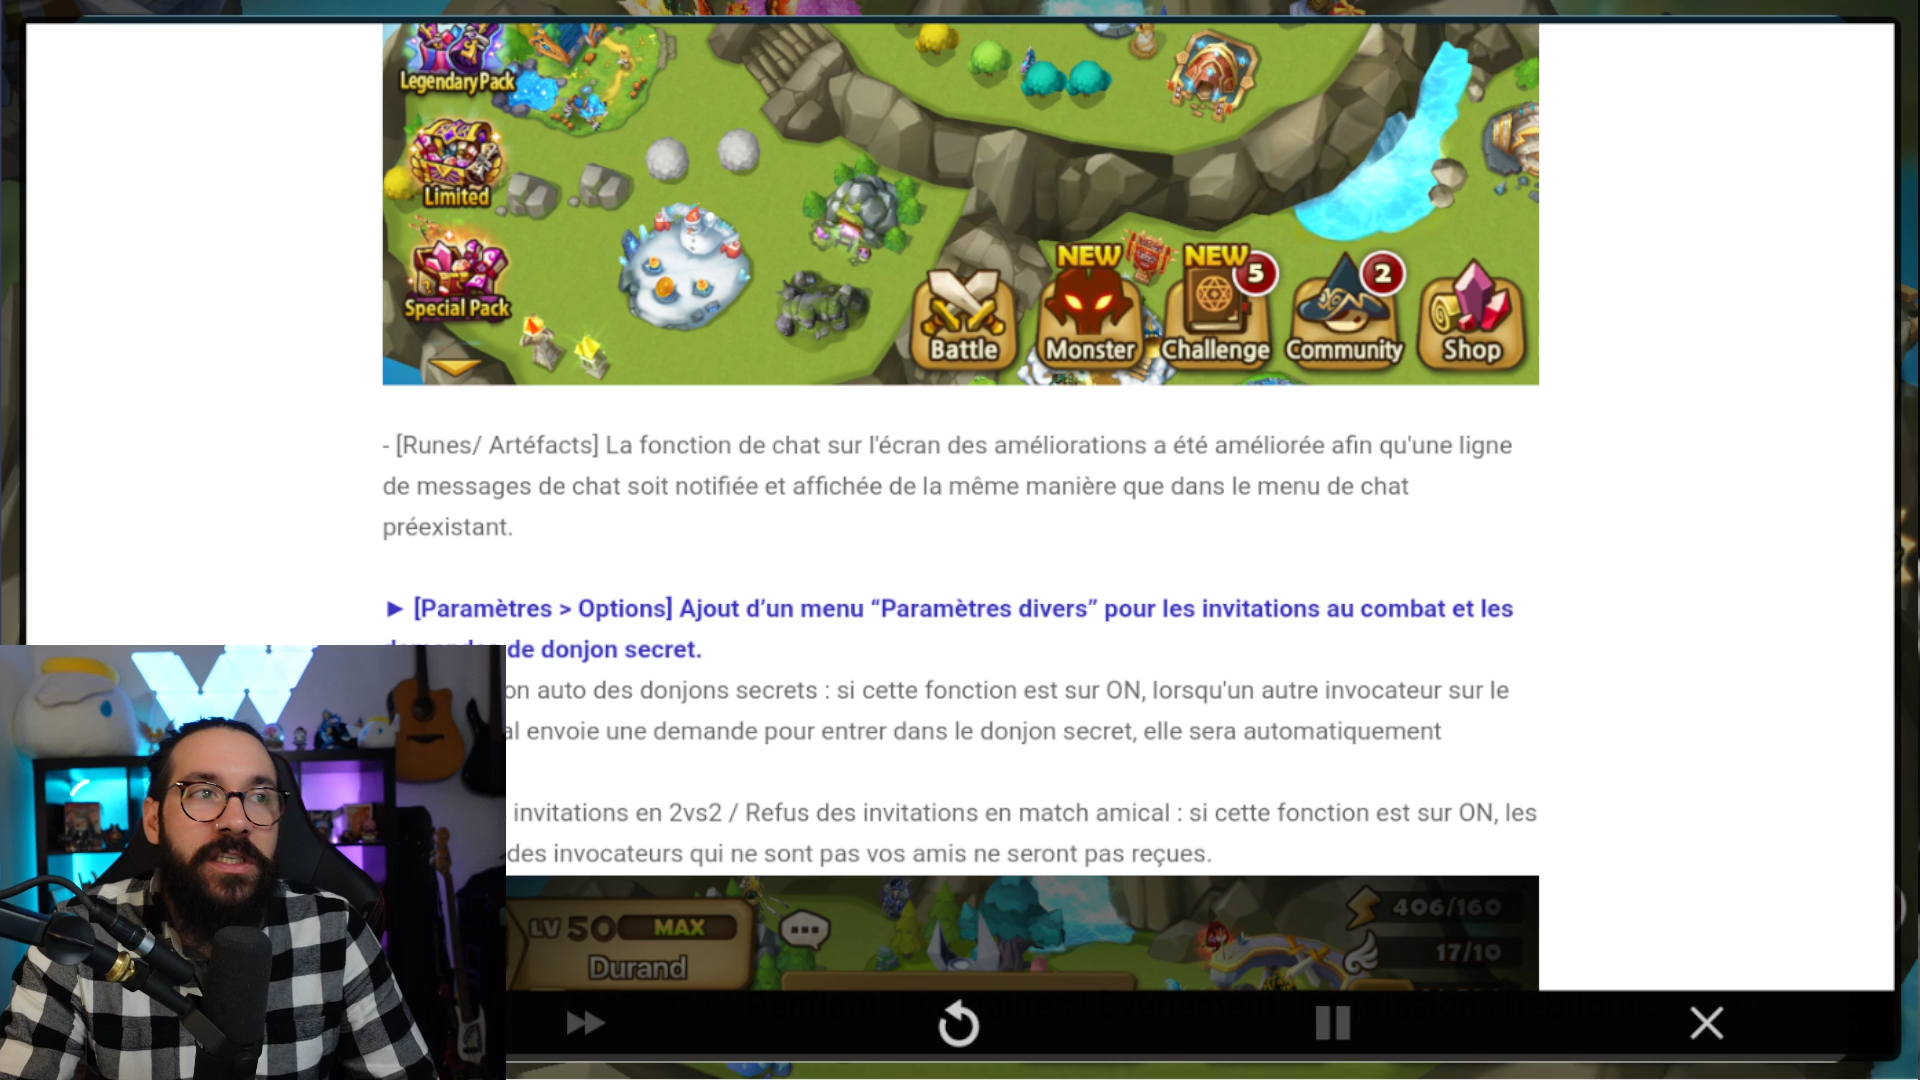 Legendary Pack
Limited
Special Pack
NEW NEW 5 2
Battle Monster Challenge Community Shop
- [Runes/ Artéfacts] La fonction de chat sur l'écran des améliorations a été améliorée afin qu'une ligne
de messages de chat soit notifiée et affichée de la même manière que dans le menu de chat
préexistant.
► [Paramètres > Options] Ajout d’un menu “Paramètres divers” pour les invitations au combat et les
de donjon secret.
on auto des donjons secrets : si cette fonction est sur ON, lorsqu'un autre invocateur sur le
al envoie une demande pour entrer dans le donjon secret, elle sera automatiquement
invitations en 2vs2 / Refus des invitations en match amical : si cette fonction est sur ON, les
des invocateurs qui ne sont pas vos amis ne seront pas reçues.
LV 50 MAX
Durand
406/160
17/10